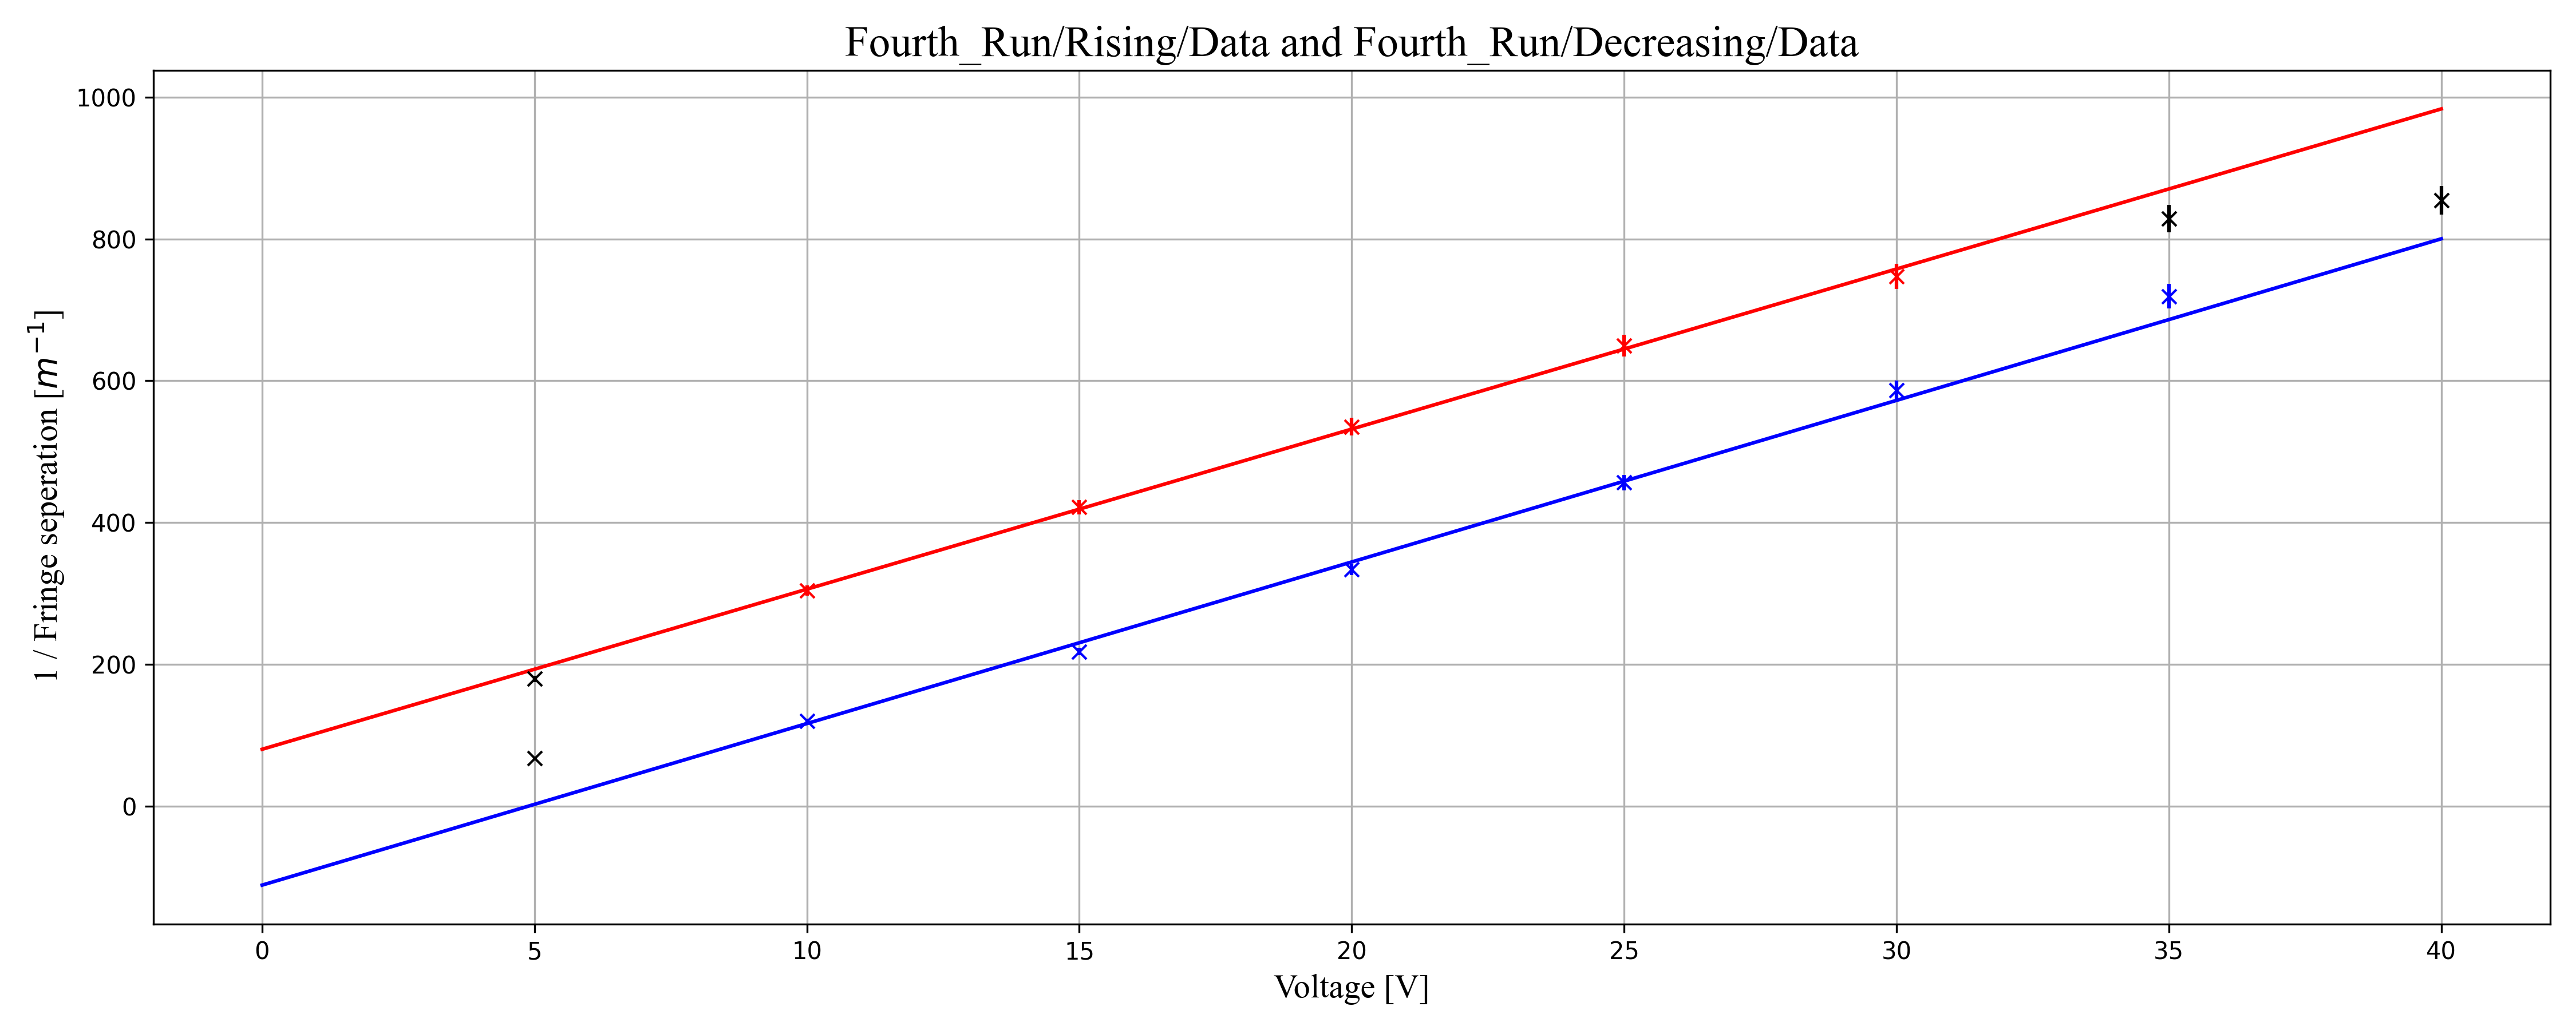 Fourth_Run/Rising/Data and Fourth_Run/Decreasing/Data
1000
800
600
400
200
0
1 / Fringe seperation [m⁻¹]
0 5 10 15 20 25 30 35 40
Voltage [V]